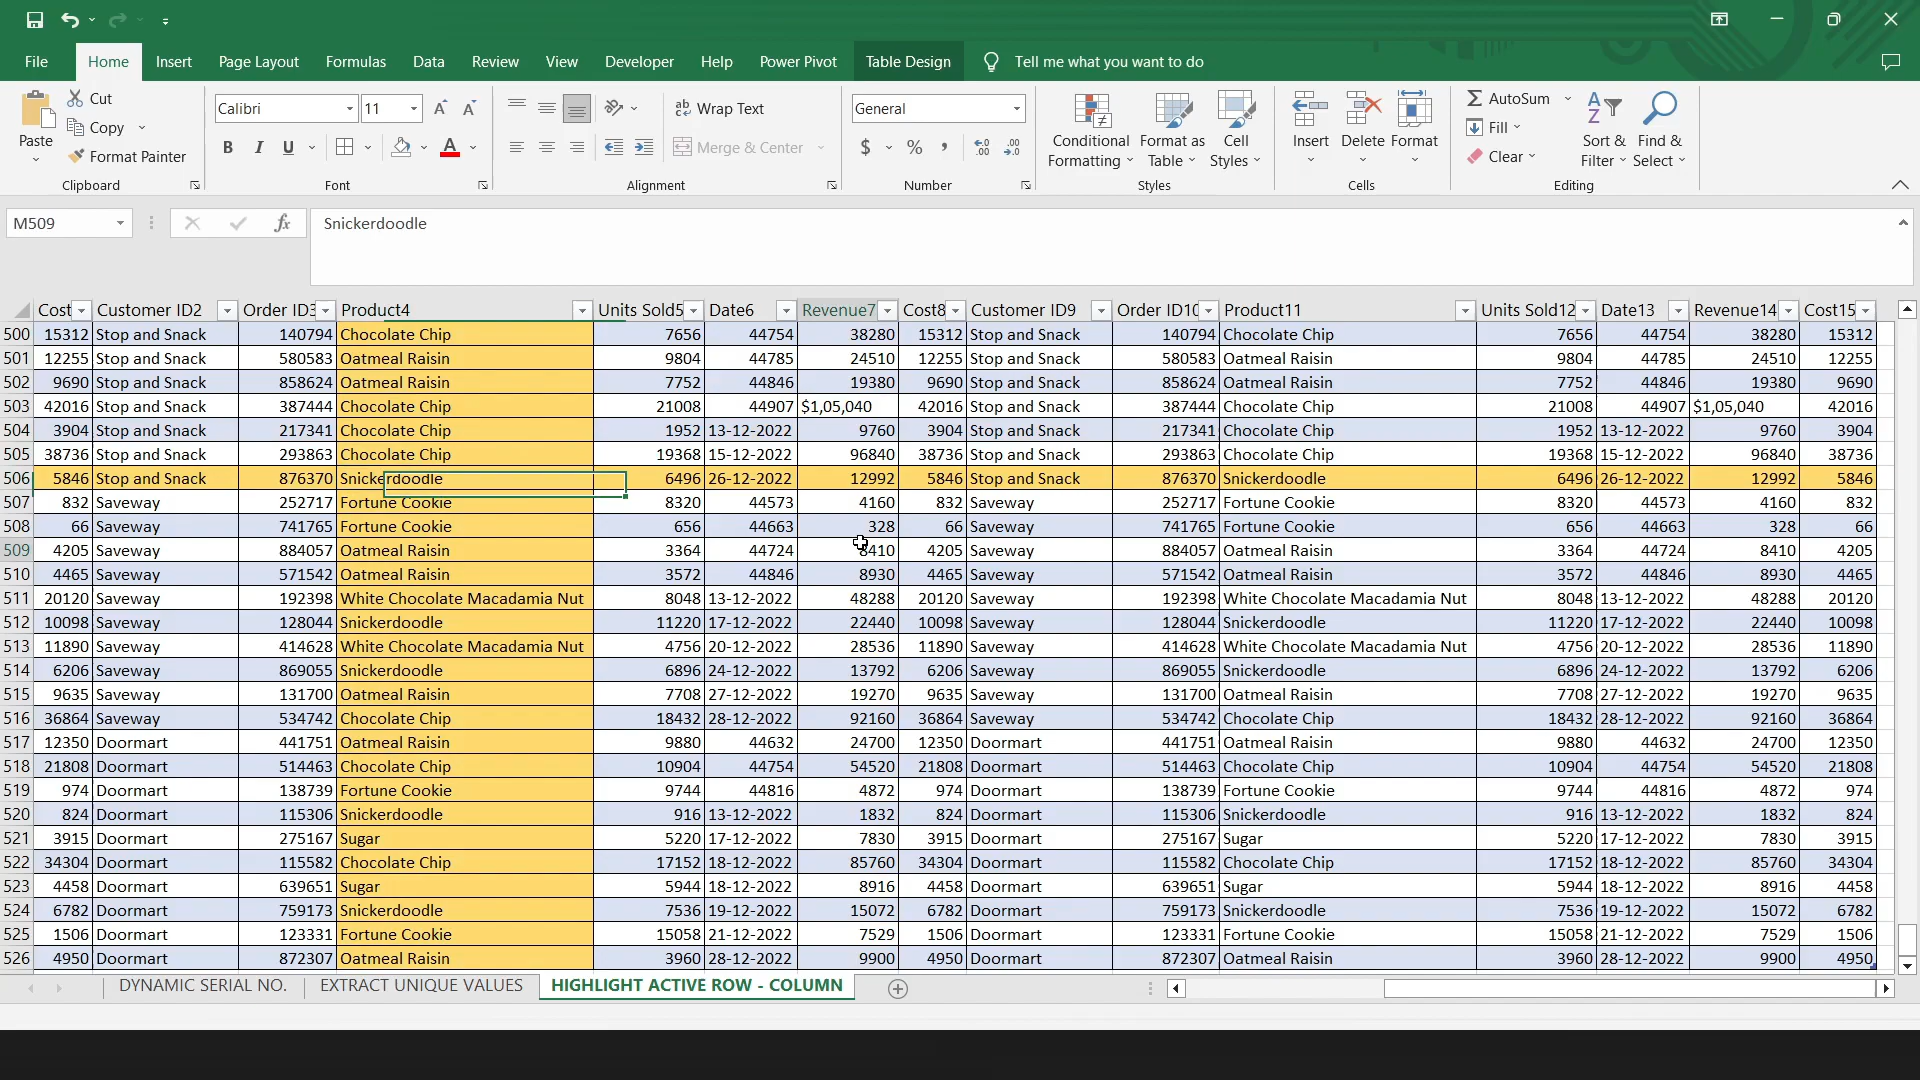 File Home Insert Page Layout Formulas Data Review View Developer Help Power Pivot Table Design Tell me what you want to do
Cut Calibri 11 Wrap Text General Conditional Format as Cell Insert Delete Format AutoSum Sort & Find &
Copy Paste Formatting Table Styles Fill Filter Select
Format Painter B I U Merge & Center $ % , Clear
Clipboard Font Alignment Number Styles Cells Editing
M509 fx Snickerdoodle
Cost Customer ID2 Order ID3 Product4 Units Sold5 Date6 Revenue7 Cost8 Customer ID9 Order ID10 Product11 Units Sold12 Date13 Revenue14 Cost15
500 15312 Stop and Snack 140794 Chocolate Chip 7656 44754 38280 15312 Stop and Snack 140794 Chocolate Chip 7656 44754 38280 15312
501 12255 Stop and Snack 580583 Oatmeal Raisin 9804 44785 24510 12255 Stop and Snack 580583 Oatmeal Raisin 9804 44785 24510 12255
502 9690 Stop and Snack 858624 Oatmeal Raisin 7752 44846 19380 9690 Stop and Snack 858624 Oatmeal Raisin 7752 44846 19380 9690
503 42016 Stop and Snack 387444 Chocolate Chip 21008 44907 $1,05,040 42016 Stop and Snack 387444 Chocolate Chip 21008 44907 $1,05,040 42016
504 3904 Stop and Snack 217341 Chocolate Chip 1952 13-12-2022 9760 3904 Stop and Snack 217341 Chocolate Chip 1952 13-12-2022 9760 3904
505 38736 Stop and Snack 293863 Chocolate Chip 19368 15-12-2022 96840 38736 Stop and Snack 293863 Chocolate Chip 19368 15-12-2022 96840 38736
506 5846 Stop and Snack 876370 Snickerdoodle 6496 26-12-2022 12992 5846 Stop and Snack 876370 Snickerdoodle 6496 26-12-2022 12992 5846
507 832 Saveway 252717 Fortune Cookie 8320 44573 4160 832 Saveway 252717 Fortune Cookie 8320 44573 4160 832
508 66 Saveway 741765 Fortune Cookie 656 44663 328 66 Saveway 741765 Fortune Cookie 656 44663 328 66
509 4205 Saveway 884057 Oatmeal Raisin 3364 44724 8410 4205 Saveway 884057 Oatmeal Raisin 3364 44724 8410 4205
510 4465 Saveway 571542 Oatmeal Raisin 3572 44846 8930 4465 Saveway 571542 Oatmeal Raisin 3572 44846 8930 4465
511 20120 Saveway 192398 White Chocolate Macadamia Nut 8048 13-12-2022 48288 20120 Saveway 192398 White Chocolate Macadamia Nut 8048 13-12-2022 48288 20120
512 10098 Saveway 128044 Snickerdoodle 11220 17-12-2022 22440 10098 Saveway 128044 Snickerdoodle 11220 17-12-2022 22440 10098
513 11890 Saveway 414628 White Chocolate Macadamia Nut 4756 20-12-2022 28536 11890 Saveway 414628 White Chocolate Macadamia Nut 4756 20-12-2022 28536 11890
514 6206 Saveway 869055 Snickerdoodle 6896 24-12-2022 13792 6206 Saveway 869055 Snickerdoodle 6896 24-12-2022 13792 6206
515 9635 Saveway 131700 Oatmeal Raisin 7708 27-12-2022 19270 9635 Saveway 131700 Oatmeal Raisin 7708 27-12-2022 19270 9635
516 36864 Saveway 534742 Chocolate Chip 18432 28-12-2022 92160 36864 Saveway 534742 Chocolate Chip 18432 28-12-2022 92160 36864
517 12350 Doormart 441751 Oatmeal Raisin 9880 44632 24700 12350 Doormart 441751 Oatmeal Raisin 9880 44632 24700 12350
518 21808 Doormart 514463 Chocolate Chip 10904 44754 54520 21808 Doormart 514463 Chocolate Chip 10904 44754 54520 21808
519 974 Doormart 138739 Fortune Cookie 9744 44816 4872 974 Doormart 138739 Fortune Cookie 9744 44816 4872 974
520 824 Doormart 115306 Snickerdoodle 916 13-12-2022 1832 824 Doormart 115306 Snickerdoodle 916 13-12-2022 1832 824
521 3915 Doormart 275167 Sugar 5220 17-12-2022 7830 3915 Doormart 275167 Sugar 5220 17-12-2022 7830 3915
522 34304 Doormart 115582 Chocolate Chip 17152 18-12-2022 85760 34304 Doormart 115582 Chocolate Chip 17152 18-12-2022 85760 34304
523 4458 Doormart 639651 Sugar 5944 18-12-2022 8916 4458 Doormart 639651 Sugar 5944 18-12-2022 8916 4458
524 6782 Doormart 759173 Snickerdoodle 7536 19-12-2022 15072 6782 Doormart 759173 Snickerdoodle 7536 19-12-2022 15072 6782
525 1506 Doormart 123331 Fortune Cookie 15058 21-12-2022 7529 1506 Doormart 123331 Fortune Cookie 15058 21-12-2022 7529 1506
526 4950 Doormart 872307 Oatmeal Raisin 3960 28-12-2022 9900 4950 Doormart 872307 Oatmeal Raisin 3960 28-12-2022 9900 4950
DYNAMIC SERIAL NO. EXTRACT UNIQUE VALUES HIGHLIGHT ACTIVE ROW - COLUMN